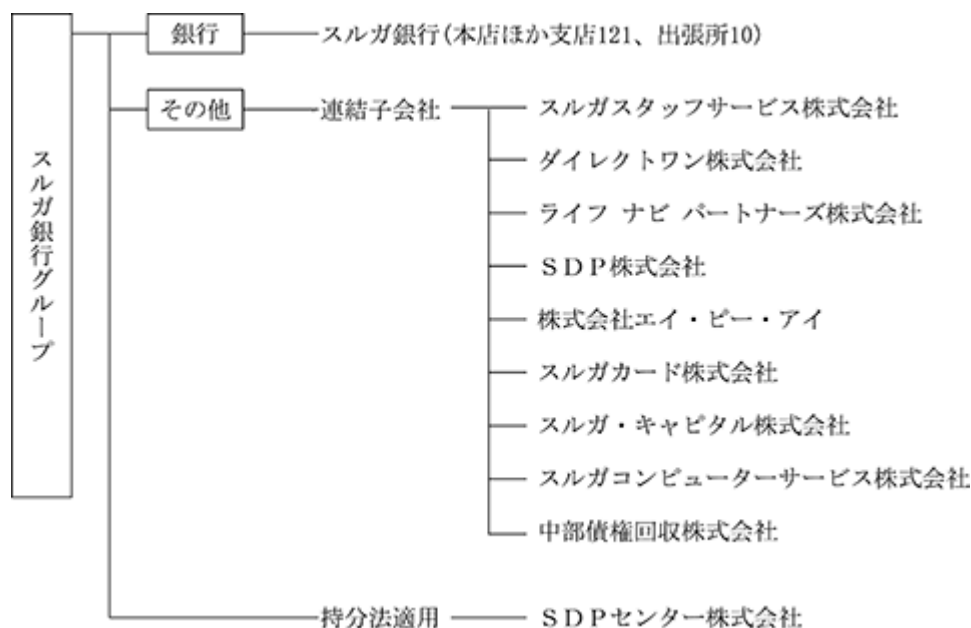 スルガ銀行グループ
銀行
スルガ銀行(本店ほか支店121、出張所10)
その他
連結子会社
スルガスタッフサービス株式会社
ダイレクトワン株式会社
ライフ ナビ パートナーズ株式会社
ＳＤＰ株式会社
株式会社エイ・ピー・アイ
スルガカード株式会社
スルガ・キャピタル株式会社
スルガコンピューターサービス株式会社
中部債権回収株式会社
持分法適用
ＳＤＰセンター株式会社